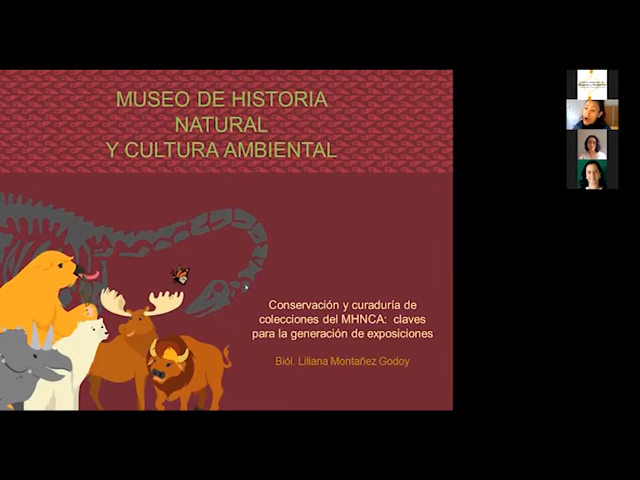 MUSEO DE HISTORIA
NATURAL
Y CULTURA AMBIENTAL
Conservación y curaduría de
colecciones del MHNCA: claves
para la generación de exposiciones
Biól. Liliana Montañez Godoy